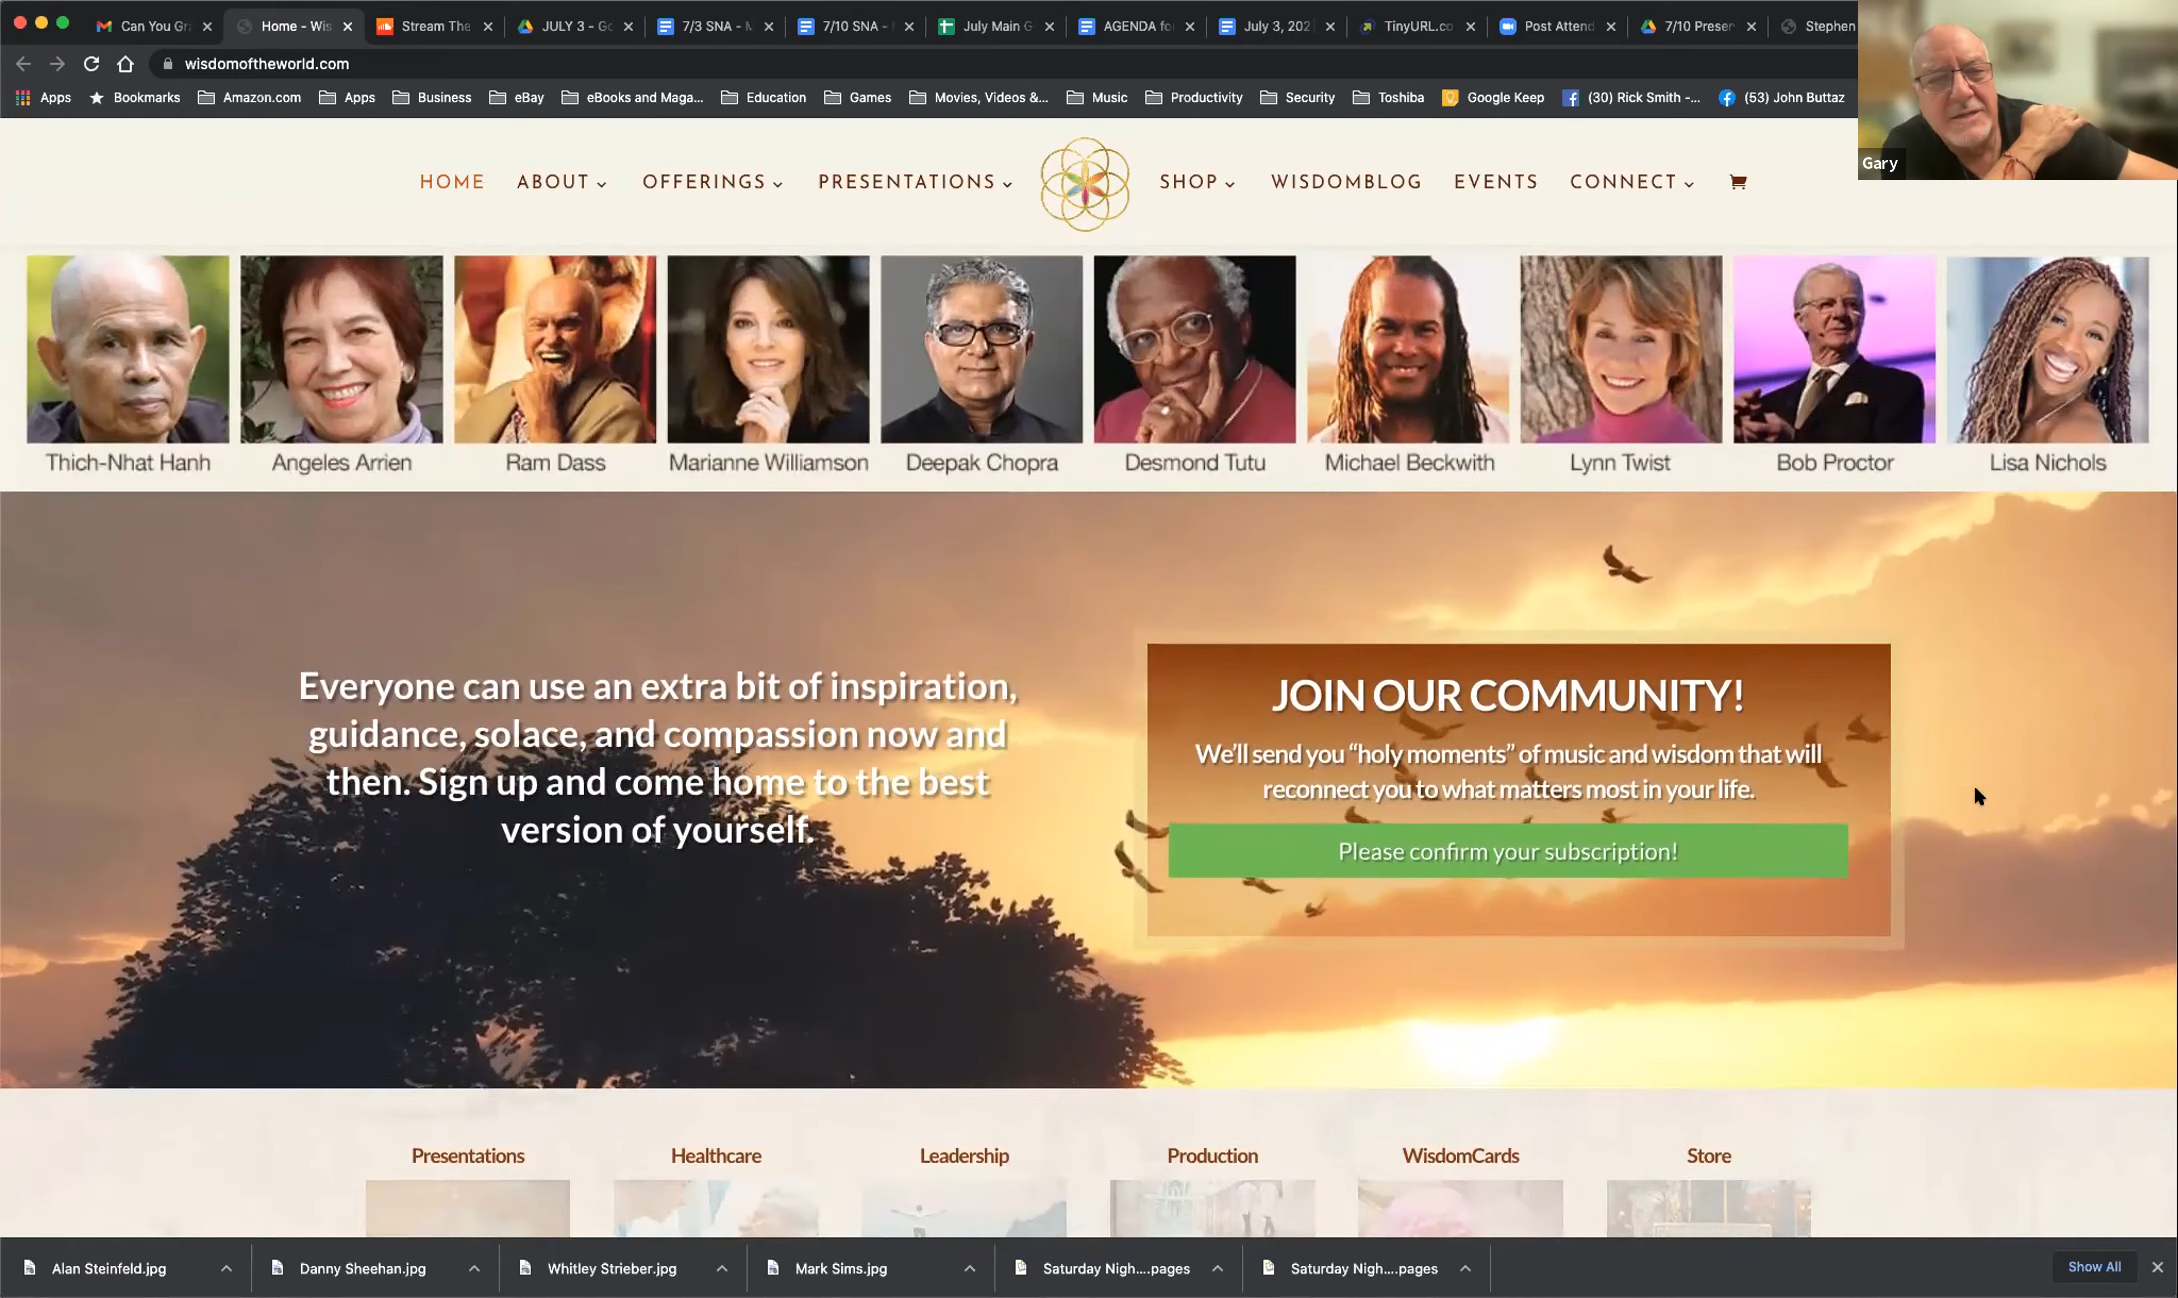 Can You Gr
Home - Wis
Stream The
JULY 3 - Go
7/3 SNA - M
7/10 SNA -
July Main G
AGENDA fo
July 3, 202
TinyURL.co
Post Attend
7/10 Preser
Stephen
wisdomoftheworld.com
Apps
Bookmarks
Amazon.com
Apps
Business
eBay
eBooks and Maga...
Education
Games
Movies, Videos &...
Music
Productivity
Security
Toshiba
Google Keep
(30) Rick Smith -...
(53) John Buttaz
Gary
HOME ABOUT OFFERINGS PRESENTATIONS SHOP WISDOMBLOG EVENTS CONNECT
Thich-Nhat Hanh
Angeles Arrien
Ram Dass
Marianne Williamson
Deepak Chopra
Desmond Tutu
Michael Beckwith
Lynn Twist
Bob Proctor
Lisa Nichols
Everyone can use an extra bit of inspiration,
guidance, solace, and compassion now and
then. Sign up and come home to the best
version of yourself.
JOIN OUR COMMUNITY!
We'll send you “holy moments” of music and wisdom that will
reconnect you to what matters most in your life.
Please confirm your subscription!
Presentations
Healthcare
Leadership
Production
WisdomCards
Store
Alan Steinfeld.jpg
Danny Sheehan.jpg
Whitley Strieber.jpg
Mark Sims.jpg
Saturday Nigh....pages
Saturday Nigh....pages
Show All